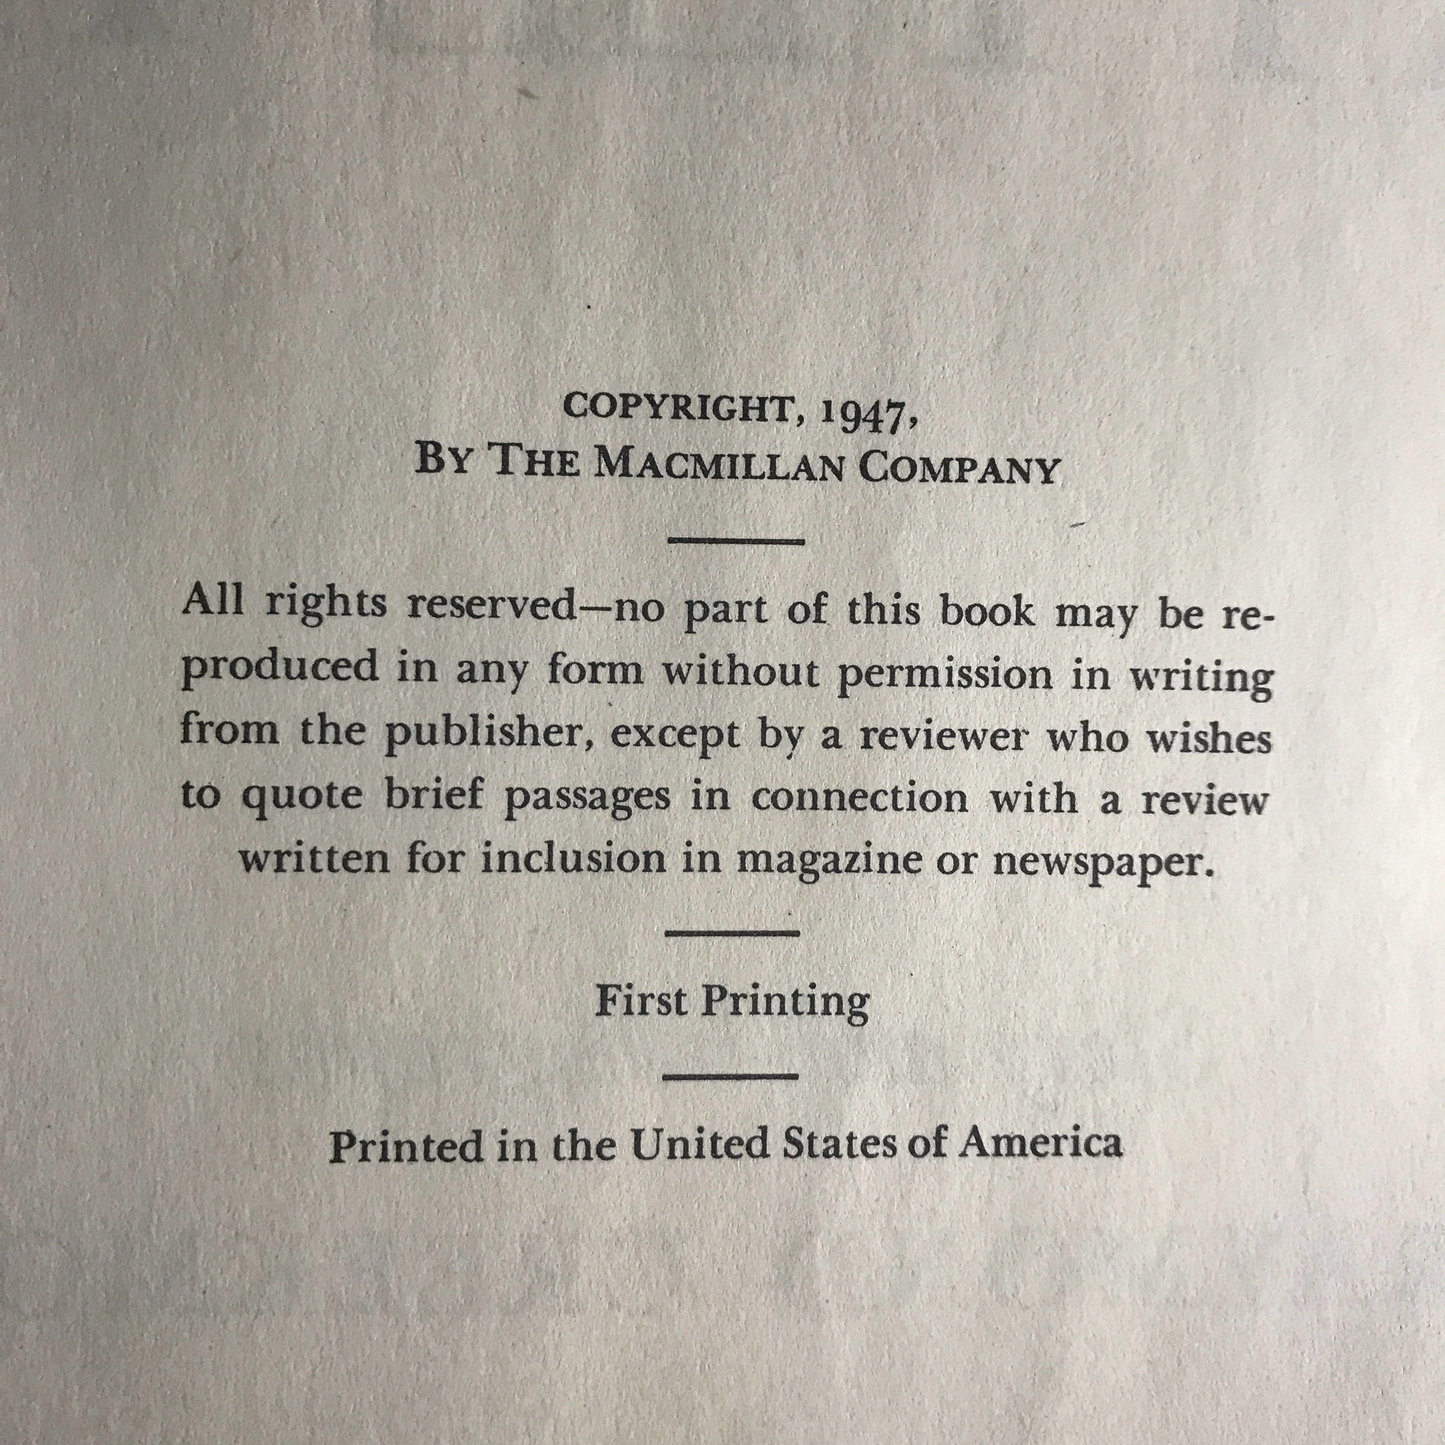 COPYRIGHT, 1947,
BY THE MACMILLAN COMPANY
All rights reserved—no part of this book may be re-
produced in any form without permission in writing
from the publisher, except by a reviewer who wishes
to quote brief passages in connection with a review
written for inclusion in magazine or newspaper.
First Printing
Printed in the United States of America